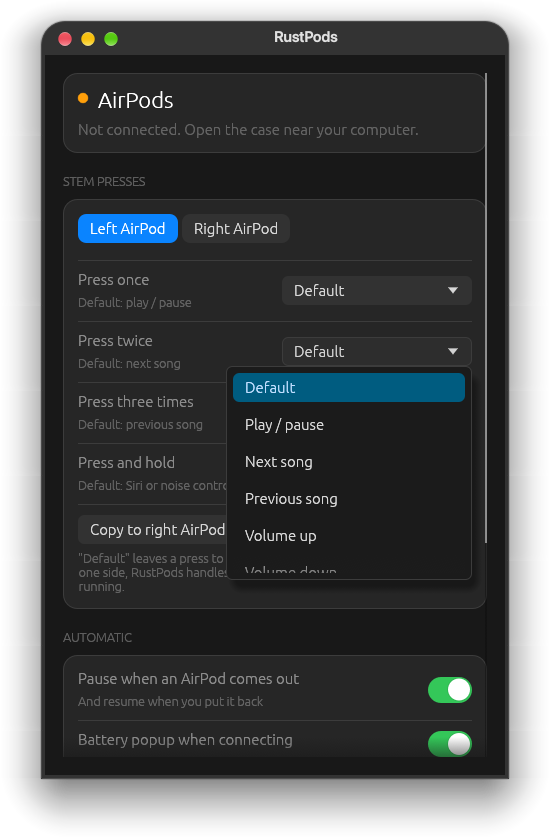 RustPods
AirPods
Not connected. Open the case near your computer.
STEM PRESSES
Left AirPod
Right AirPod
Press once
Default: play / pause
Default
Press twice
Default: next song
Default
Press three times
Default: previous song
Press and hold
Default: Siri or noise contro
Default
Play / pause
Next song
Previous song
Volume up
Volume down
Copy to right AirPod
"Default" leaves a press to
one side, RustPods handles
running.
AUTOMATIC
Pause when an AirPod comes out
And resume when you put it back
Battery popup when connecting